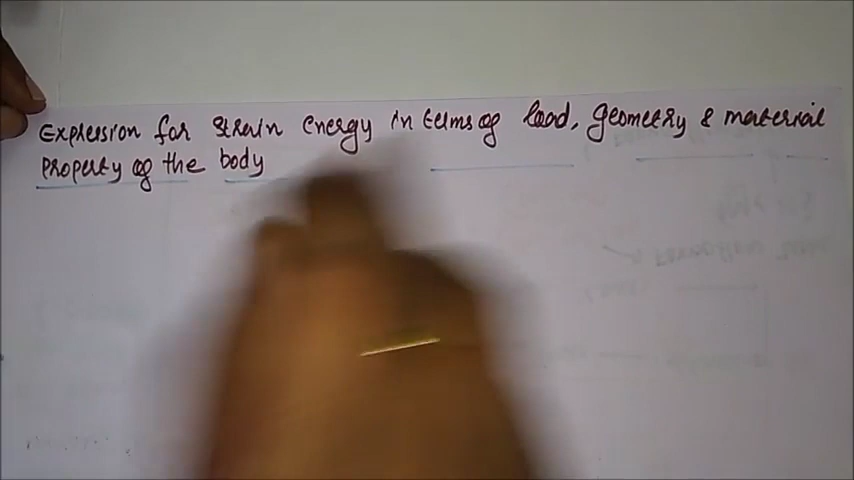 Expression for strain energy in terms of load, geometry & material
property of the body